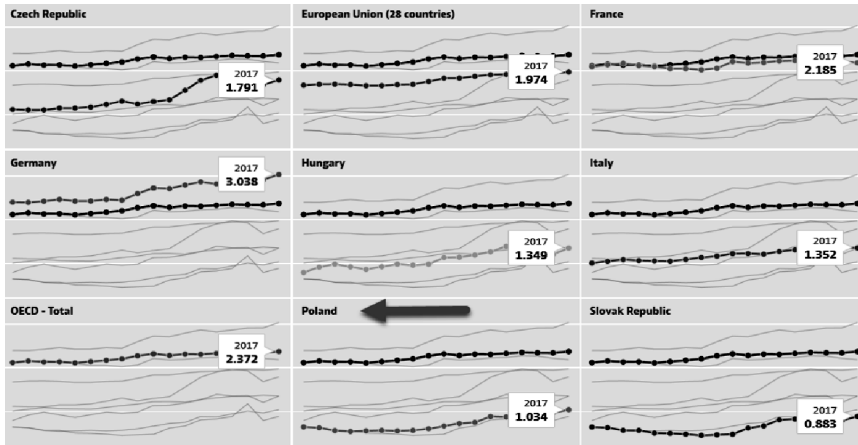 Czech Republic
European Union (28 countries)
France
2017
1.791
2017
1.974
2017
2.185
Germany
Hungary
Italy
2017
3.038
2017
1.349
2017
1.352
OECD - Total
Poland
Slovak Republic
2017
2.372
2017
1.034
2017
0.883